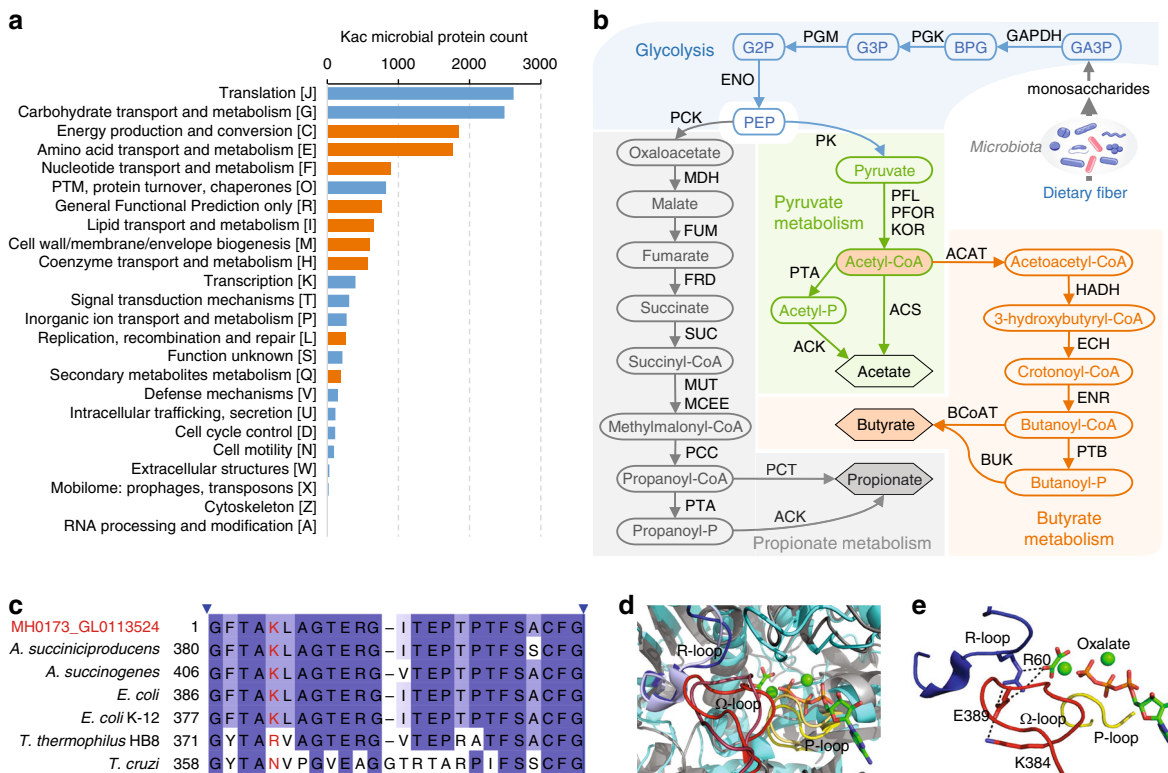 a
Kac microbial protein count
0 1000 2000 3000
Translation [J]
Carbohydrate transport and metabolism [G]
Energy production and conversion [C]
Amino acid transport and metabolism [E]
Nucleotide transport and metabolism [F]
PTM, protein turnover, chaperones [O]
General Functional Prediction only [R]
Lipid transport and metabolism [I]
Cell wall/membrane/envelope biogenesis [M]
Coenzyme transport and metabolism [H]
Transcription [K]
Signal transduction mechanisms [T]
Inorganic ion transport and metabolism [P]
Replication, recombination and repair [L]
Function unknown [S]
Secondary metabolites metabolism [Q]
Defense mechanisms [V]
Intracellular trafficking, secretion [U]
Cell cycle control [D]
Cell motility [N]
Extracellular structures [W]
Mobilome: prophages, transposons [X]
Cytoskeleton [Z]
RNA processing and modification [A]
b
Glycolysis
G2P PGM G3P PGK BPG GAPDH GA3P
ENO
monosaccharides
PCK PEP
PK
Microbiota
Dietary fiber
Oxaloacetate
MDH
Malate
FUM
Fumarate
FRD
Succinate
SUC
Succinyl-CoA
MUT
MCEE
Methylmalonyl-CoA
PCC
Propanoyl-CoA
PCT
Propionate
PTA
Propanoyl-P
ACK
Propionate metabolism
Pyruvate
Pyruvate
metabolism
PFL
PFOR
KOR
Acetyl-CoA
ACAT
PTA
Acetyl-P
ACS
ACK
Acetate
Acetoacetyl-CoA
HADH
3-hydroxybutyryl-CoA
ECH
Crotonoyl-CoA
ENR
Butyrate
BCoAT
Butanoyl-CoA
BUK
PTB
Butanoyl-P
Butyrate
metabolism
c
MH0173_GL0113524 1 GFTAKLAGTERG–ITEPTPTFSACFG
A. succiniciproducens 380 GFTAKLAGTERG–ITEPTPTFSSCFG
A. succinogenes 406 GFTAKLAGTERG–VTEPTPTFSACFG
E. coli 386 GFTAKLAGTERG–ITEPTPTFSACFG
E. coli K-12 377 GFTAKLAGTERG–ITEPTPTFSACFG
T. thermophilus HB8 371 GYTARVAGTERG–VTEPRATFSACFG
T. cruzi 358 GYTANVPGVEAGGTRTARPIFSSCFG
d
R-loop
Ω-loop
P-loop
e
R-loop
Oxalate
R60
E389
Ω-loop
P-loop
K384